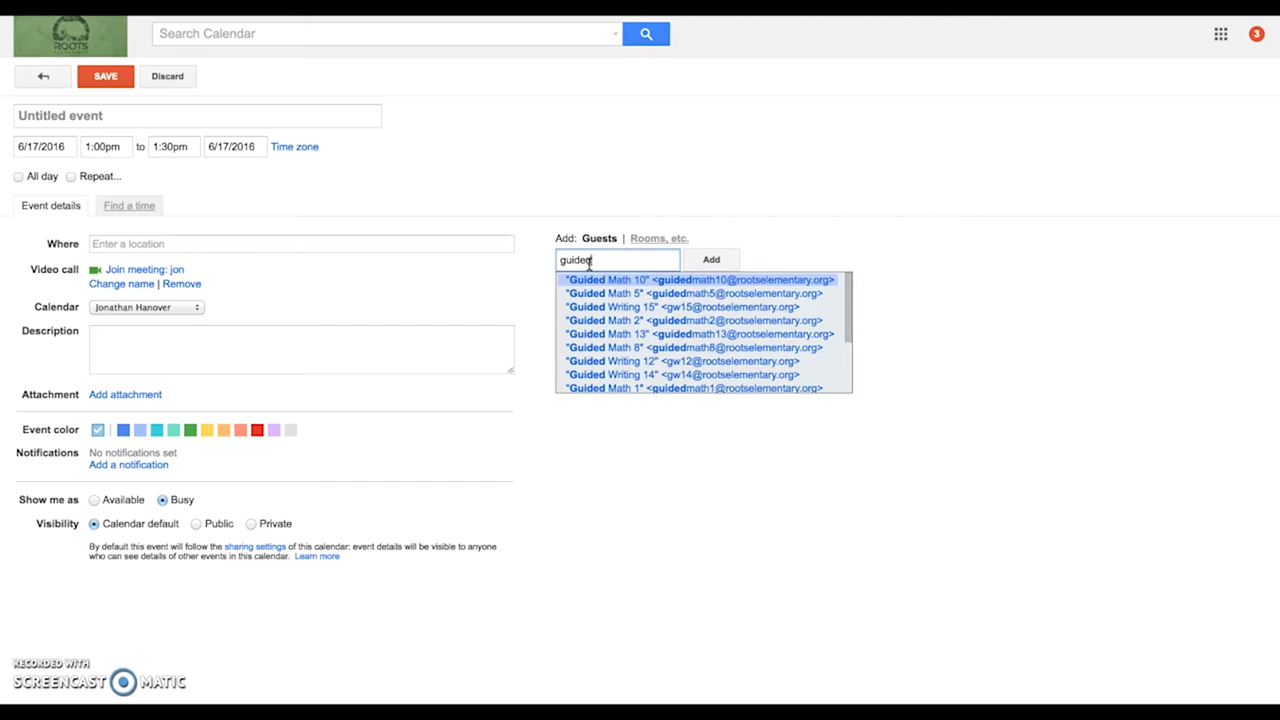 ROOTS
Search Calendar
3
SAVE
Discard
Untitled event
6/17/2016 1:00pm to 1:30pm 6/17/2016 Time zone
All day Repeat...
Event details Find a time
Where Enter a location
Video call Join meeting: jon
Change name | Remove
Calendar Jonathan Hanover
Description
Attachment Add attachment
Event color
Notifications No notifications set
Add a notification
Show me as Available Busy
Visibility Calendar default Public Private
By default this event will follow the sharing settings of this calendar: event details will be visible to anyone
who can see details of other events in this calendar. Learn more
Add: Guests | Rooms, etc.
guided Add
"Guided Math 10" <guidedmath10@rootselementary.org>
"Guided Math 5" <guidedmath5@rootselementary.org>
"Guided Writing 15" <gw15@rootselementary.org>
"Guided Math 2" <guidedmath2@rootselementary.org>
"Guided Math 13" <guidedmath13@rootselementary.org>
"Guided Math 8" <guidedmath8@rootselementary.org>
"Guided Writing 12" <gw12@rootselementary.org>
"Guided Writing 14" <gw14@rootselementary.org>
"Guided Math 1" <guidedmath1@rootselementary.org>
RECORDED WITH
SCREENCAST MATIC